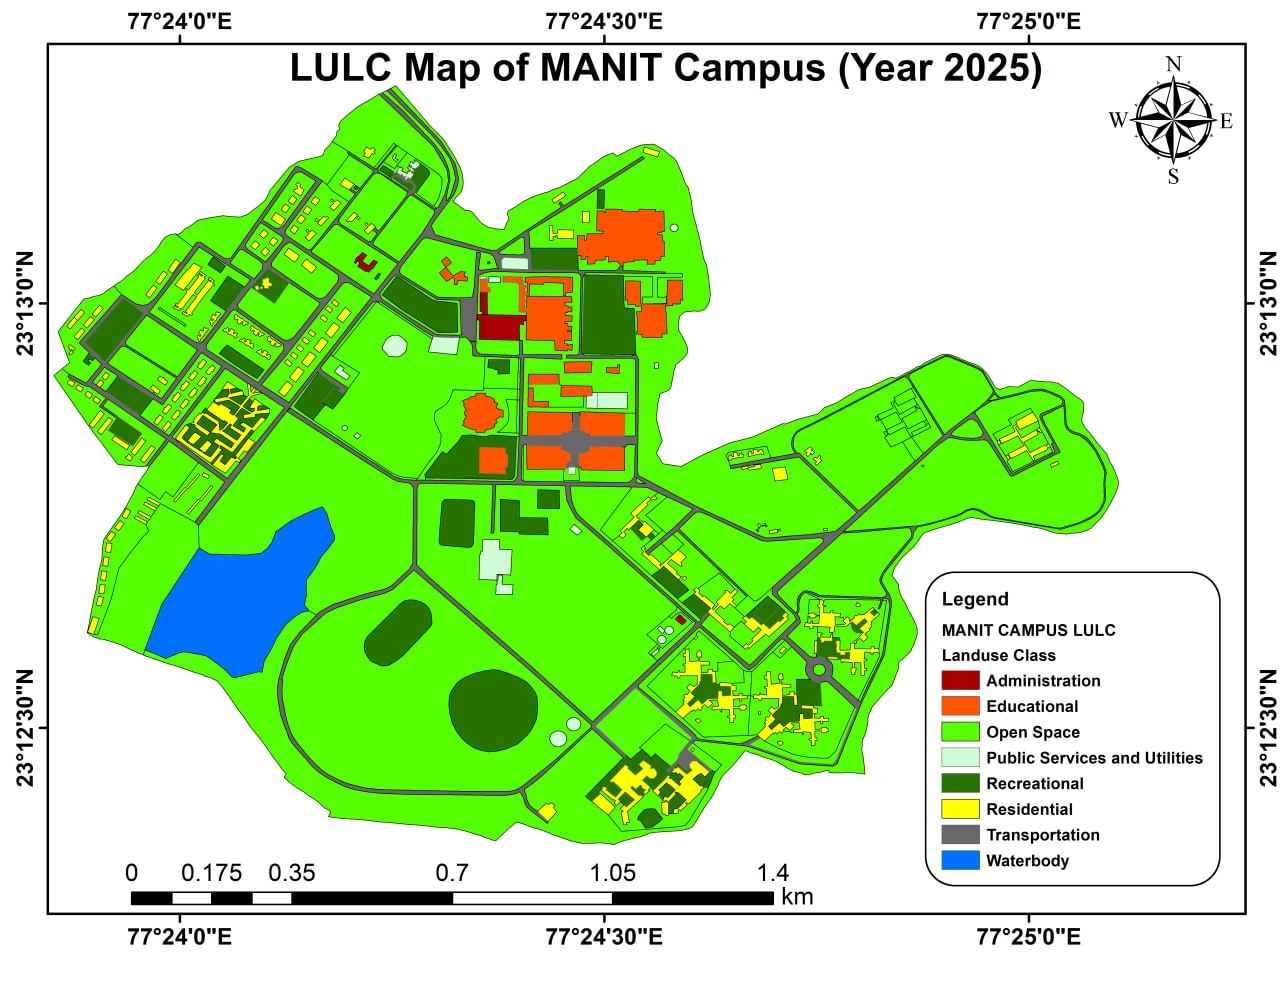 77°24'0"E 77°24'30"E 77°25'0"E
LULC Map of MANIT Campus (Year 2025)
N
W E
S
23°13'0"N 23°13'0"N
23°12'30"N 23°12'30"N
Legend
MANIT CAMPUS LULC
Landuse Class
Administration
Educational
Open Space
Public Services and Utilities
Recreational
Residential
Transportation
Waterbody
0 0.175 0.35 0.7 1.05 1.4
km
77°24'0"E 77°24'30"E 77°25'0"E